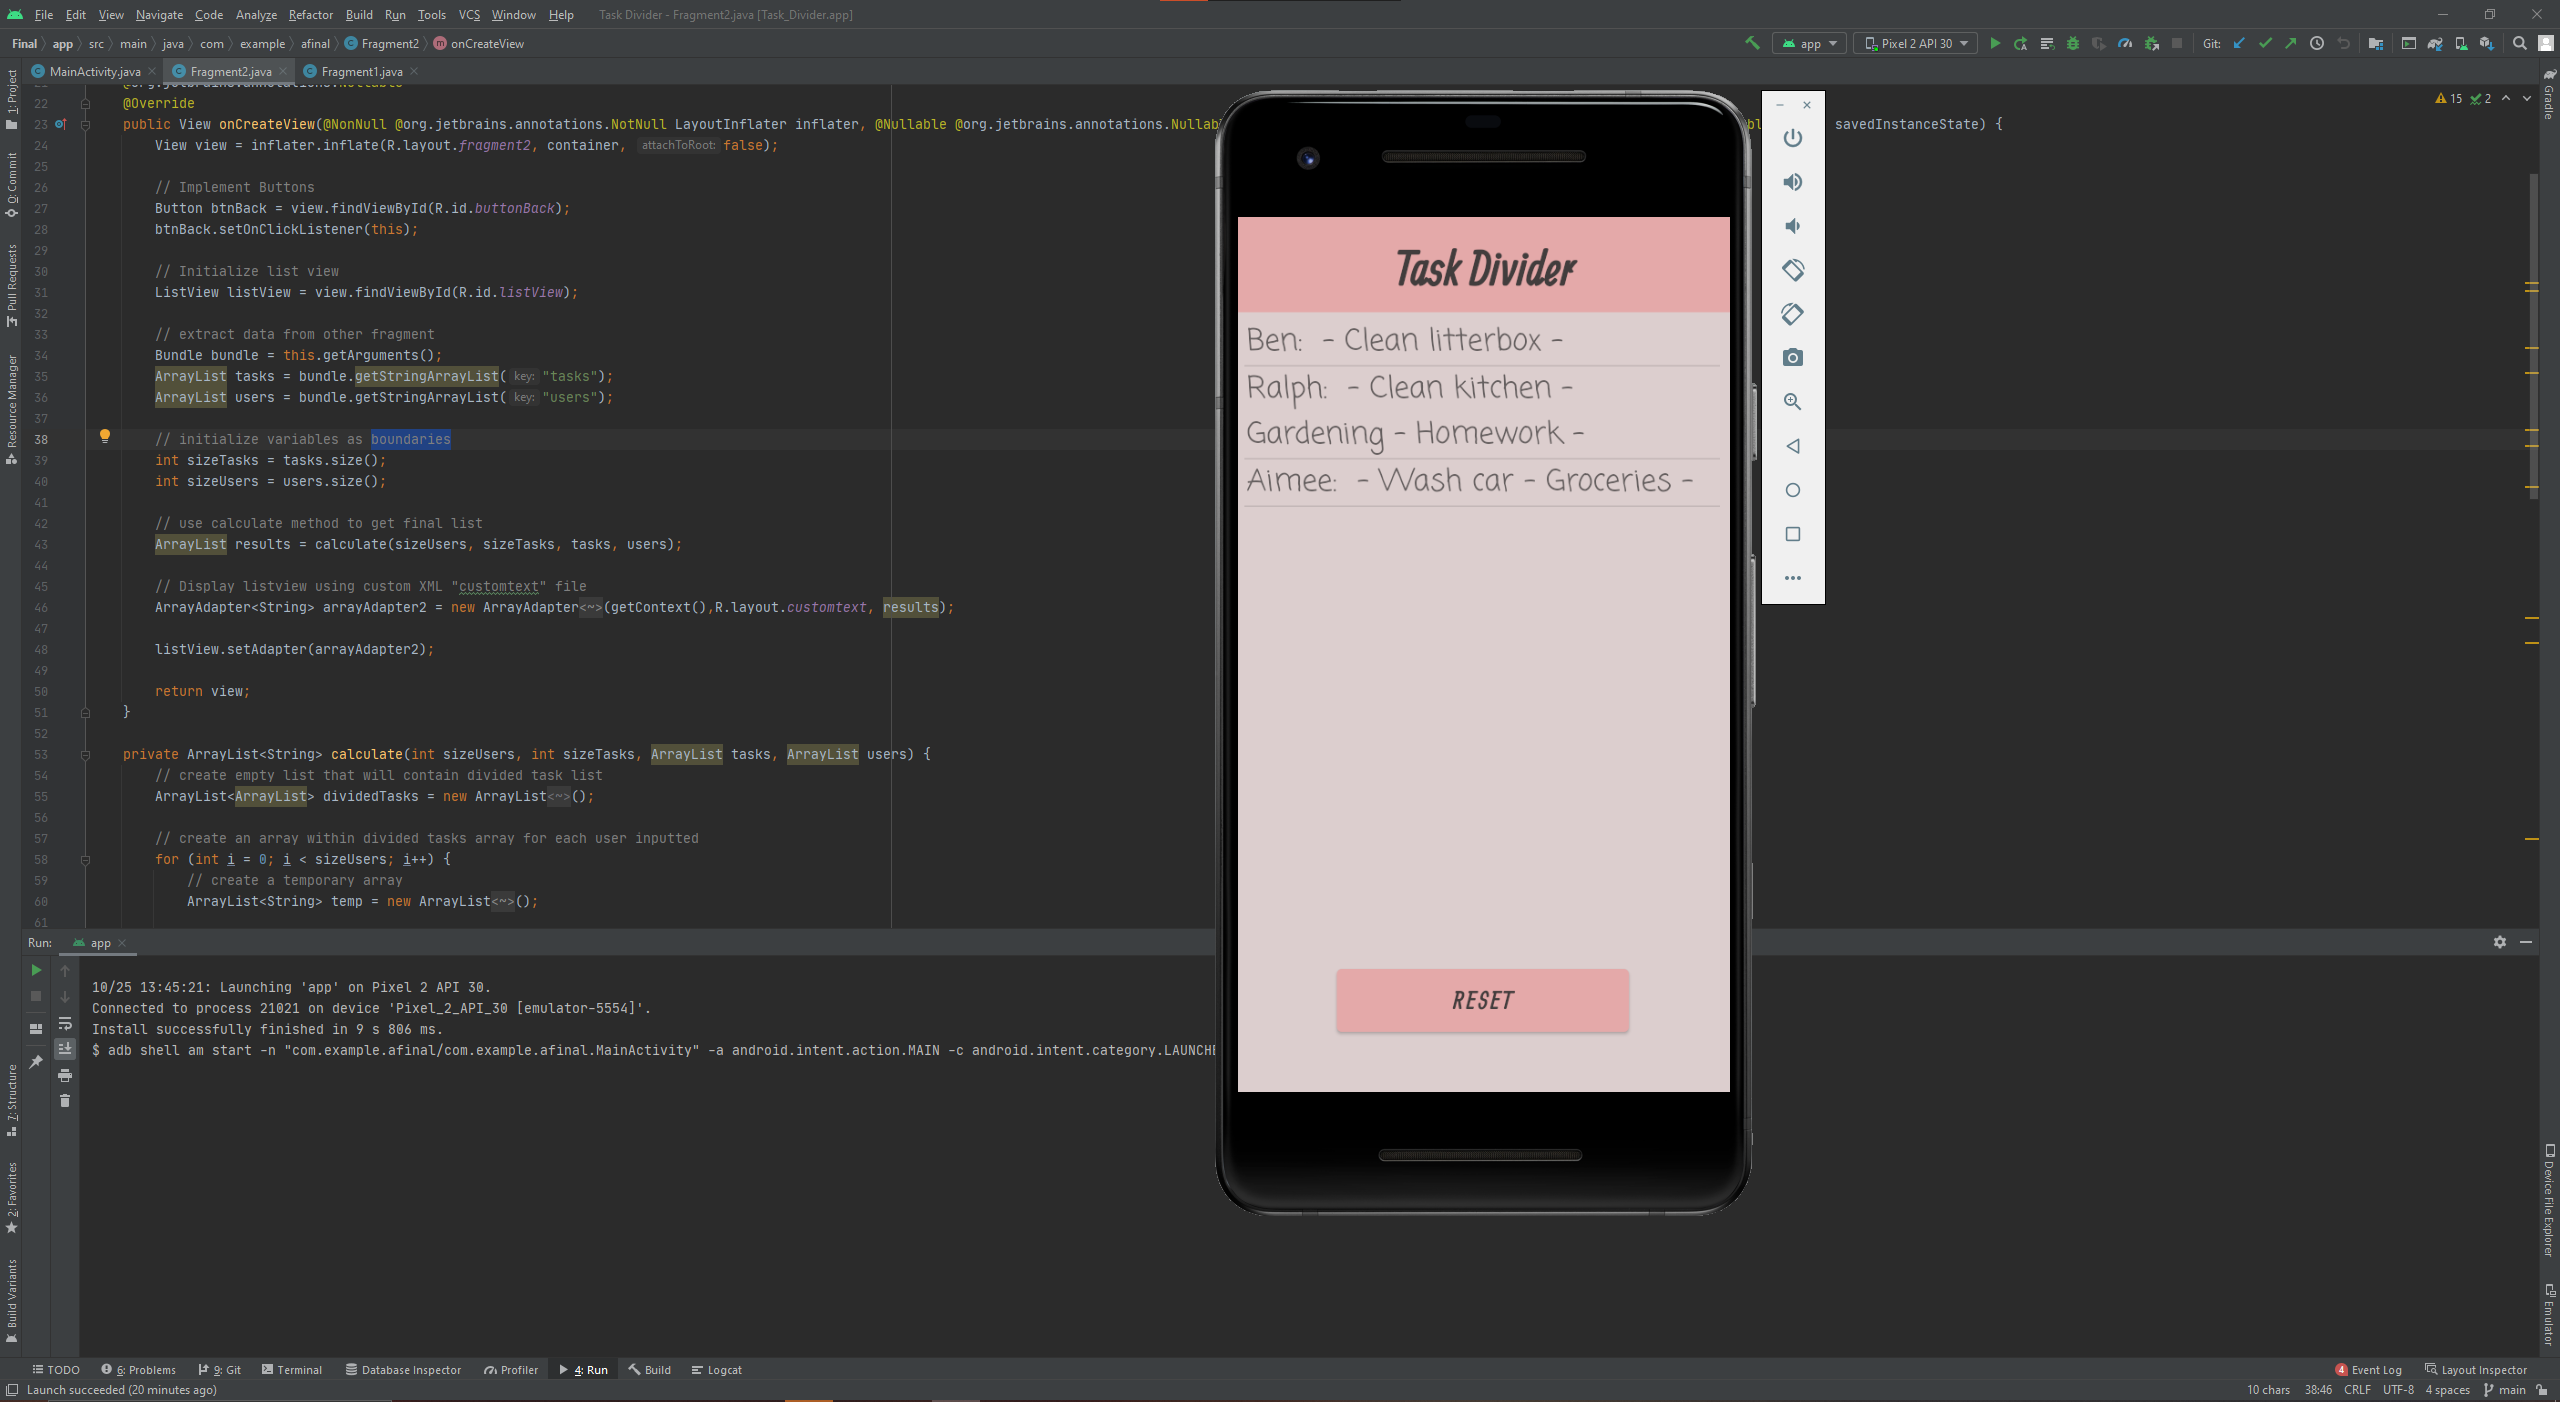 File Edit View Navigate Code Analyze Refactor Build Run Tools VCS Window Help Task Divider - Fragment2.java [Task_Divider.app]
Final app src main java com example afinal Fragment2 onCreateView
app Pixel 2 API 30 Git:
MainActivity.java Fragment2.java Fragment1.java
22 @Override
23 public View onCreateView(@NonNull @org.jetbrains.annotations.NotNull LayoutInflater inflater, @Nullable @org.jetbrains.annotations.Nullab bl savedInstanceState) {
24 View view = inflater.inflate(R.layout.fragment2, container, attachToRoot: false);
25
26 // Implement Buttons
27 Button btnBack = view.findViewById(R.id.buttonBack);
28 btnBack.setOnClickListener(this);
29
30 // Initialize list view
31 ListView listView = view.findViewById(R.id.listView);
32
33 // extract data from other fragment
34 Bundle bundle = this.getArguments();
35 ArrayList tasks = bundle.getStringArrayList( key: "tasks");
36 ArrayList users = bundle.getStringArrayList( key: "users");
37
38 // initialize variables as boundaries
39 int sizeTasks = tasks.size();
40 int sizeUsers = users.size();
41
42 // use calculate method to get final list
43 ArrayList results = calculate(sizeUsers, sizeTasks, tasks, users);
44
45 // Display listview using custom XML "customtext" file
46 ArrayAdapter<String> arrayAdapter2 = new ArrayAdapter<~>(getContext(),R.layout.customtext, results);
47
48 listView.setAdapter(arrayAdapter2);
49
50 return view;
51 }
52
53 private ArrayList<String> calculate(int sizeUsers, int sizeTasks, ArrayList tasks, ArrayList users) {
54 // create empty list that will contain divided task list
55 ArrayList<ArrayList> dividedTasks = new ArrayList<~>();
56
57 // create an array within divided tasks array for each user inputted
58 for (int i = 0; i < sizeUsers; i++) {
59 // create a temporary array
60 ArrayList<String> temp = new ArrayList<~>();
61
15 2
Task Divider
Ben: - Clean litterbox -
Ralph: - Clean kitchen -
Gardening - Homework -
Aimee: - Wash car - Groceries -
RESET
Run: app
10/25 13:45:21: Launching 'app' on Pixel 2 API 30.
Connected to process 21021 on device 'Pixel_2_API_30 [emulator-5554]'.
Install successfully finished in 9 s 806 ms.
$ adb shell am start -n "com.example.afinal/com.example.afinal.MainActivity" -a android.intent.action.MAIN -c android.intent.category.LAUNCHE
1: Project
0: Commit
Pull Requests
Resource Manager
7: Structure
2: Favorites
Build Variants
Gradle
Device File Explorer
Emulator
TODO 6: Problems 9: Git Terminal Database Inspector Profiler 4: Run Build Logcat 4 Event Log Layout Inspector
Launch succeeded (20 minutes ago) 10 chars 38:46 CRLF UTF-8 4 spaces main